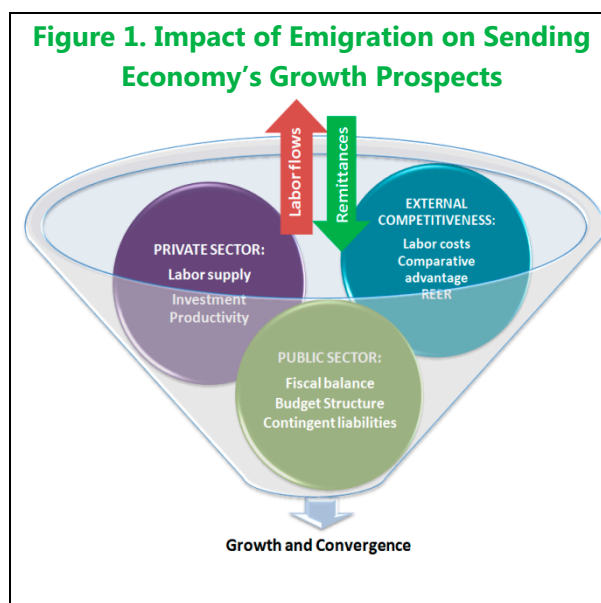 Figure 1. Impact of Emigration on Sending
Economy's Growth Prospects
Labor flows
Remittances
PRIVATE SECTOR:
Labor supply
Investment
Productivity
EXTERNAL
COMPETITIVENESS:
Labor costs
Comparative
advantage
REER
PUBLIC SECTOR:
Fiscal balance
Budget Structure
Contingent liabilities
Growth and Convergence